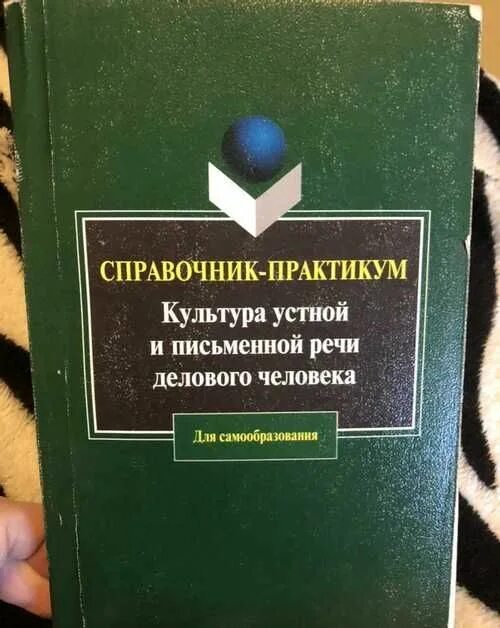 СПРАВОЧНИК-ПРАКТИКУМ
Культура устной
и письменной речи
делового человека
Для самообразования